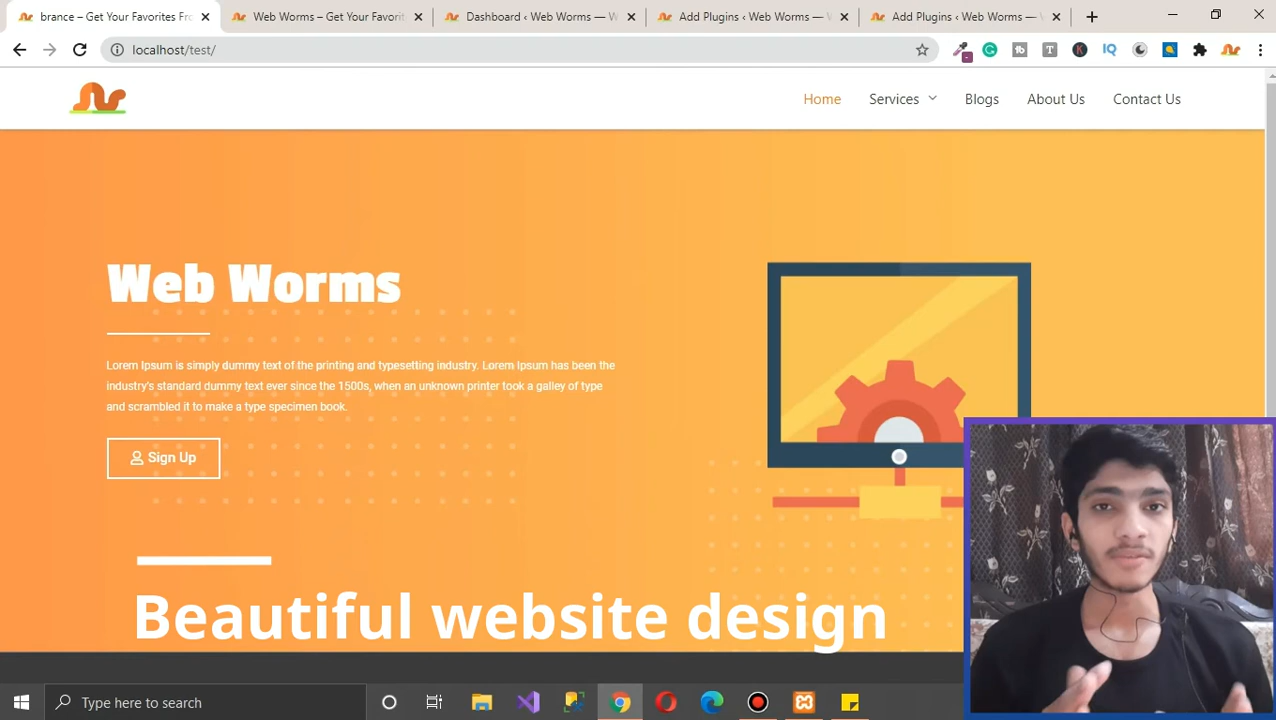 brance – Get Your Favorites Fro
Web Worms – Get Your Favorit
Dashboard ‹ Web Worms —
Add Plugins ‹ Web Worms —
Add Plugins ‹ Web Worms —
localhost/test/
Home
Services
Blogs
About Us
Contact Us
Web Worms
Lorem Ipsum is simply dummy text of the printing and typesetting industry. Lorem Ipsum has been the
industry's standard dummy text ever since the 1500s, when an unknown printer took a galley of type
and scrambled it to make a type specimen book.
Sign Up
Beautiful website design
Type here to search